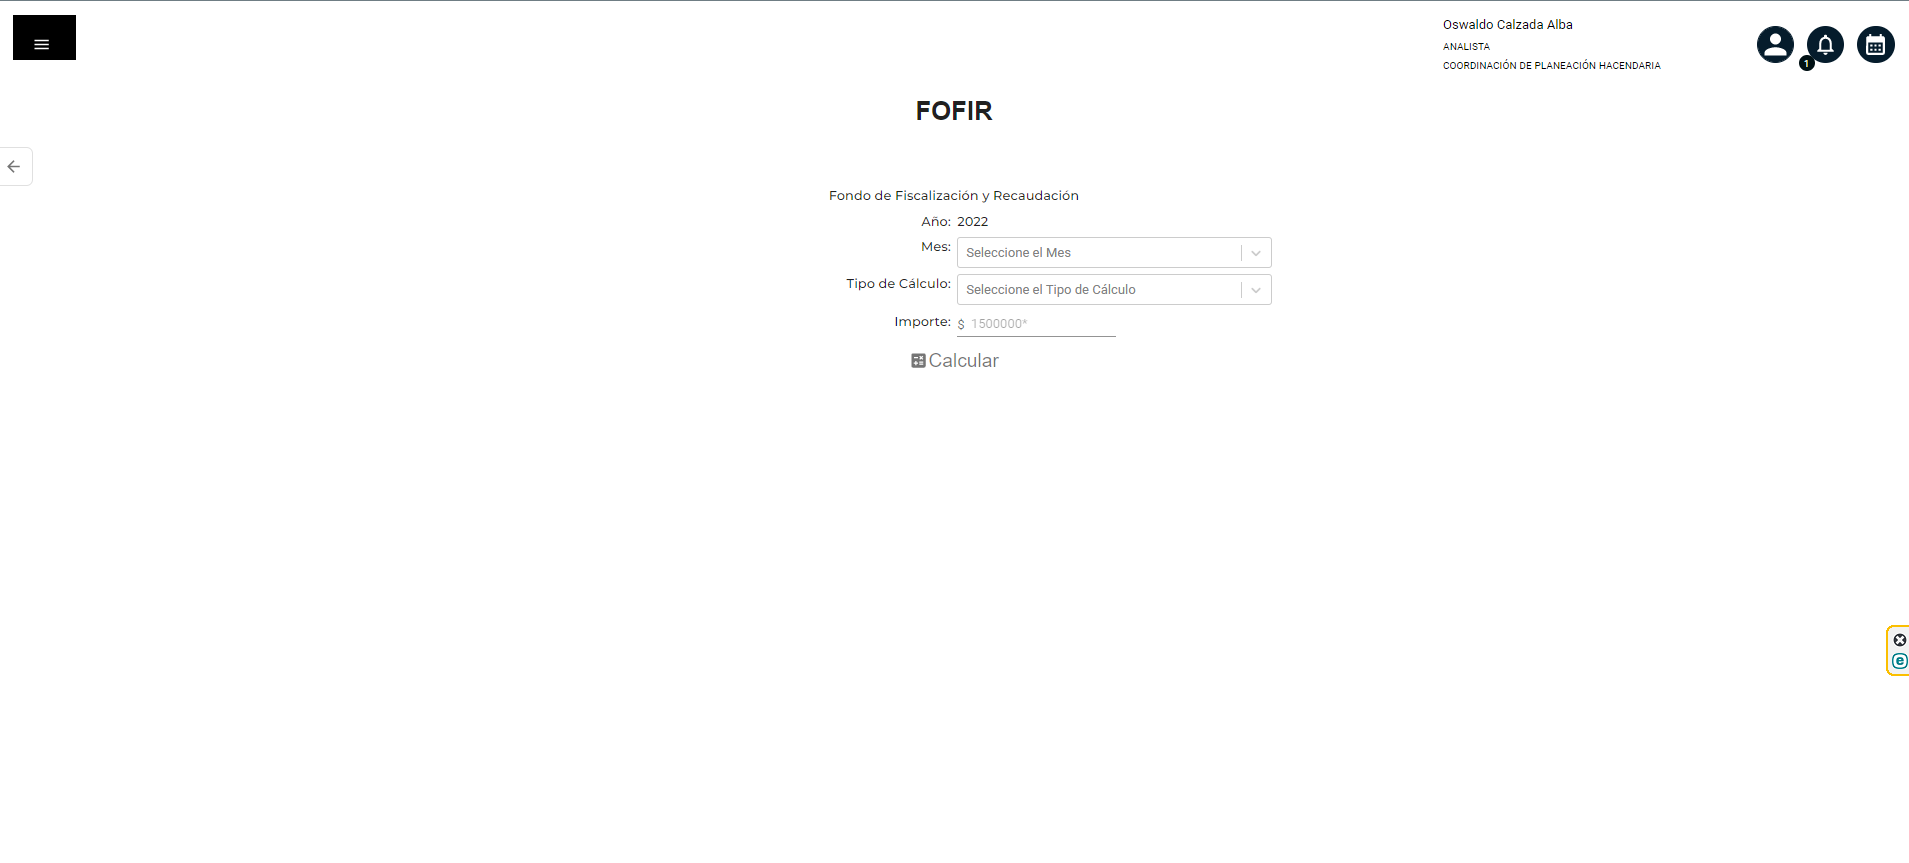 Oswaldo Calzada Alba
ANALISTA
COORDINACIÓN DE PLANEACIÓN HACENDARIA
1
FOFIR
Fondo de Fiscalización y Recaudación
Año: 2022
Mes: Seleccione el Mes
Tipo de Cálculo: Seleccione el Tipo de Cálculo
Importe: $ 1500000*
Calcular
e